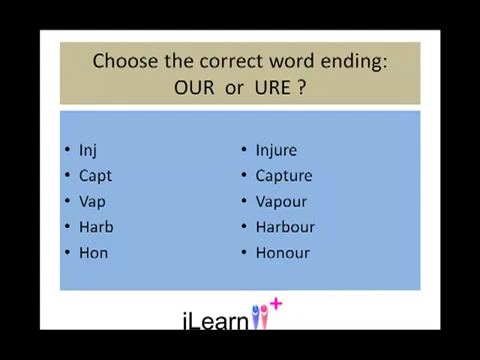 Choose the correct word ending:
OUR or URE ?
• Inj
• Capt
• Vap
• Harb
• Hon
• Injure
• Capture
• Vapour
• Harbour
• Honour
iLearn